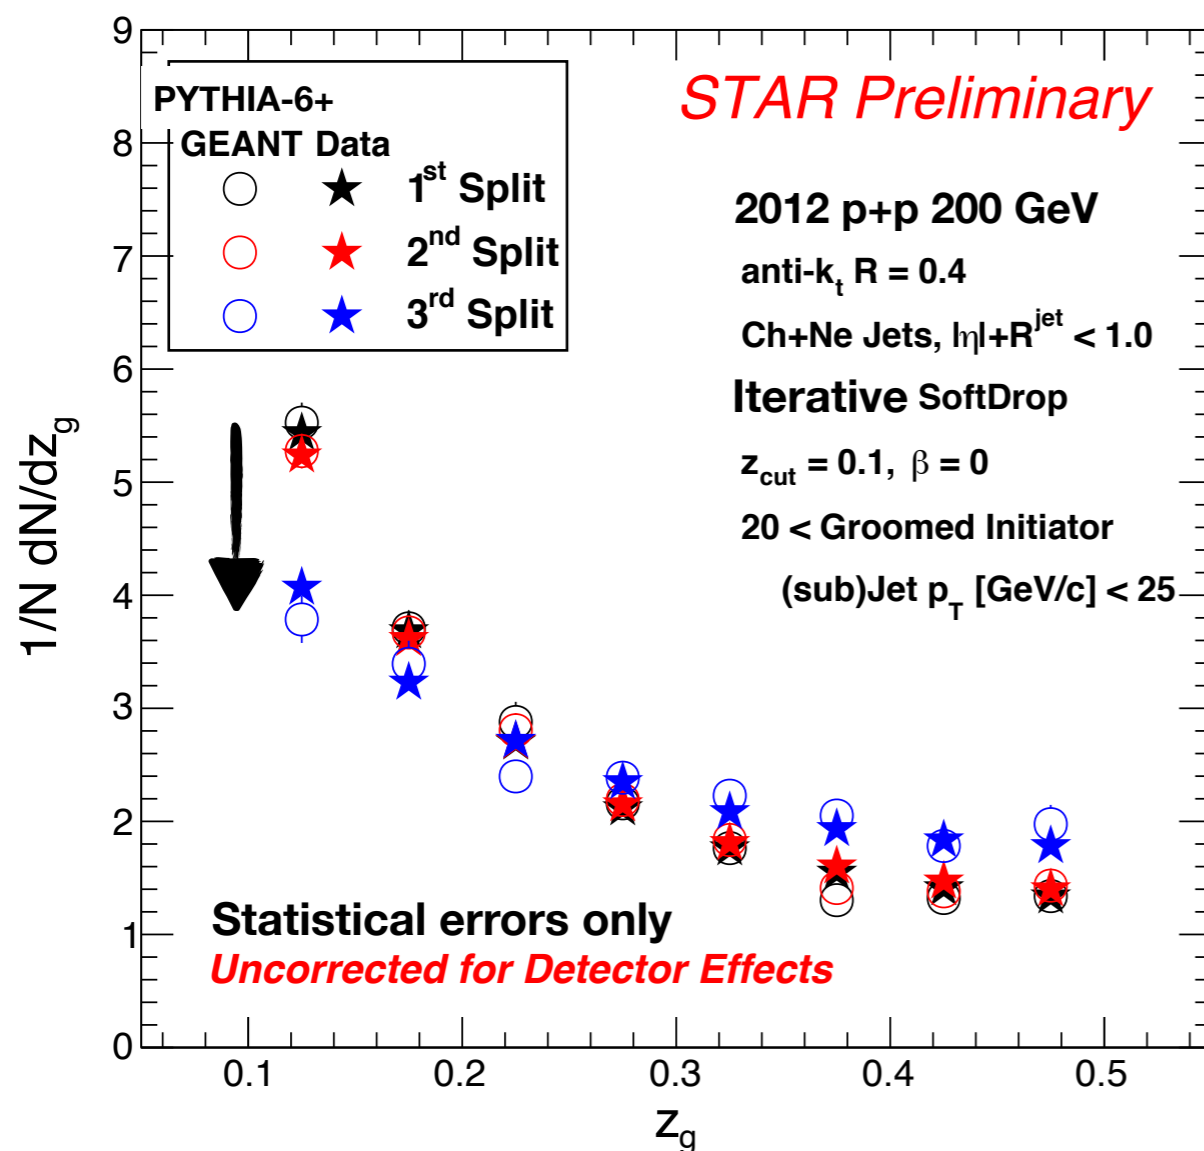 STAR Preliminary
PYTHIA-6+
GEANT Data
1st Split
2nd Split
3rd Split
2012 p+p 200 GeV
anti-kt R = 0.4
Ch+Ne Jets, |η|+Rjet < 1.0
Iterative SoftDrop
zcut = 0.1, β = 0
20 < Groomed Initiator
(sub)Jet pT [GeV/c] < 25
Statistical errors only
Uncorrected for Detector Effects
1/N dN/dzg
9
8
7
6
5
4
3
2
1
0
0.1 0.2 0.3 0.4 0.5
zg